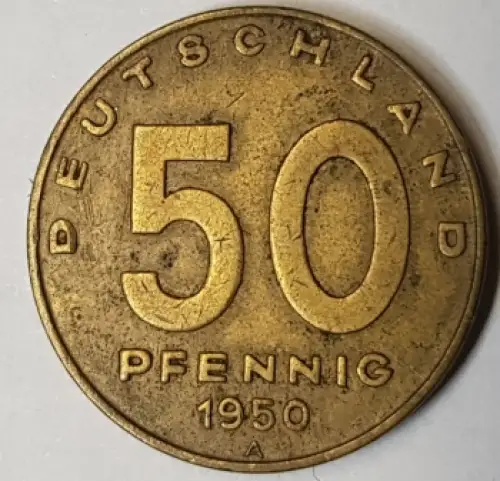 DEUTSCHLAND
50
PFENNIG
1950
A